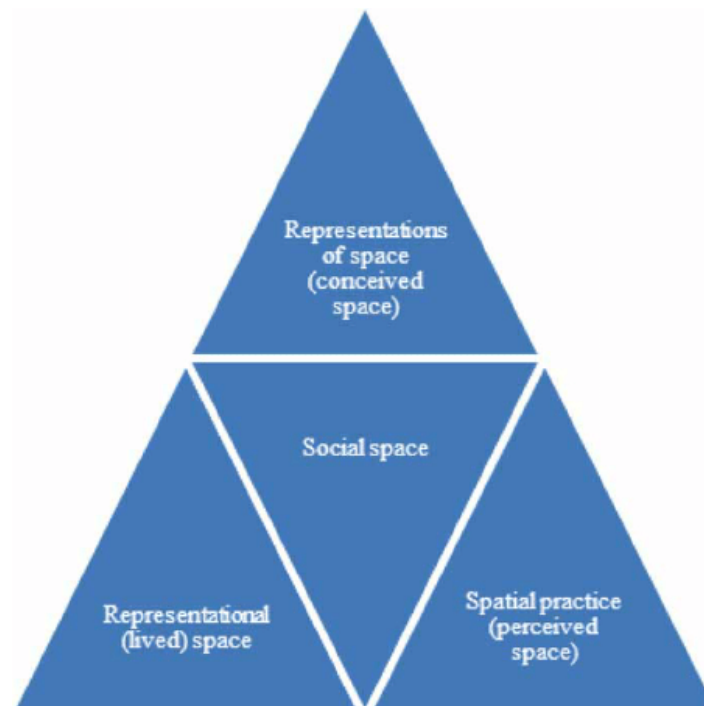 Representations
of space
(conceived
space)
Social space
Representational
(lived) space
Spatial practice
(perceived
space)